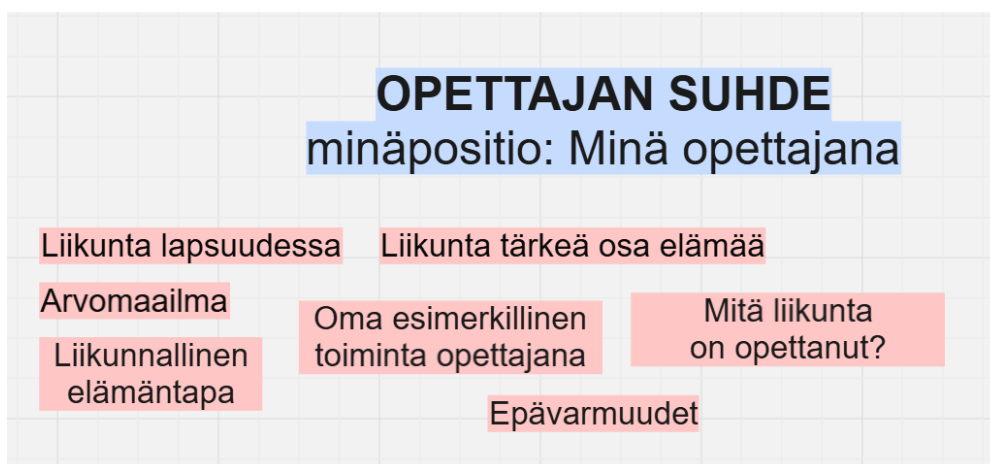 OPETTAJAN SUHDE
minäpositio: Minä opettajana
Liikunta lapsuudessa
Liikunta tärkeä osa elämää
Arvomaailma
Oma esimerkillinen
toiminta opettajana
Mitä liikunta
on opettanut?
Liikunnallinen
elämäntapa
Epävarmuudet